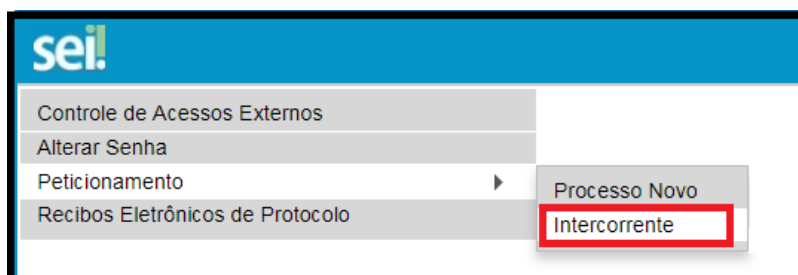 sei!
Controle de Acessos Externos
Alterar Senha
Peticionamento
Processo Novo
Intercorrente
Recibos Eletrônicos de Protocolo